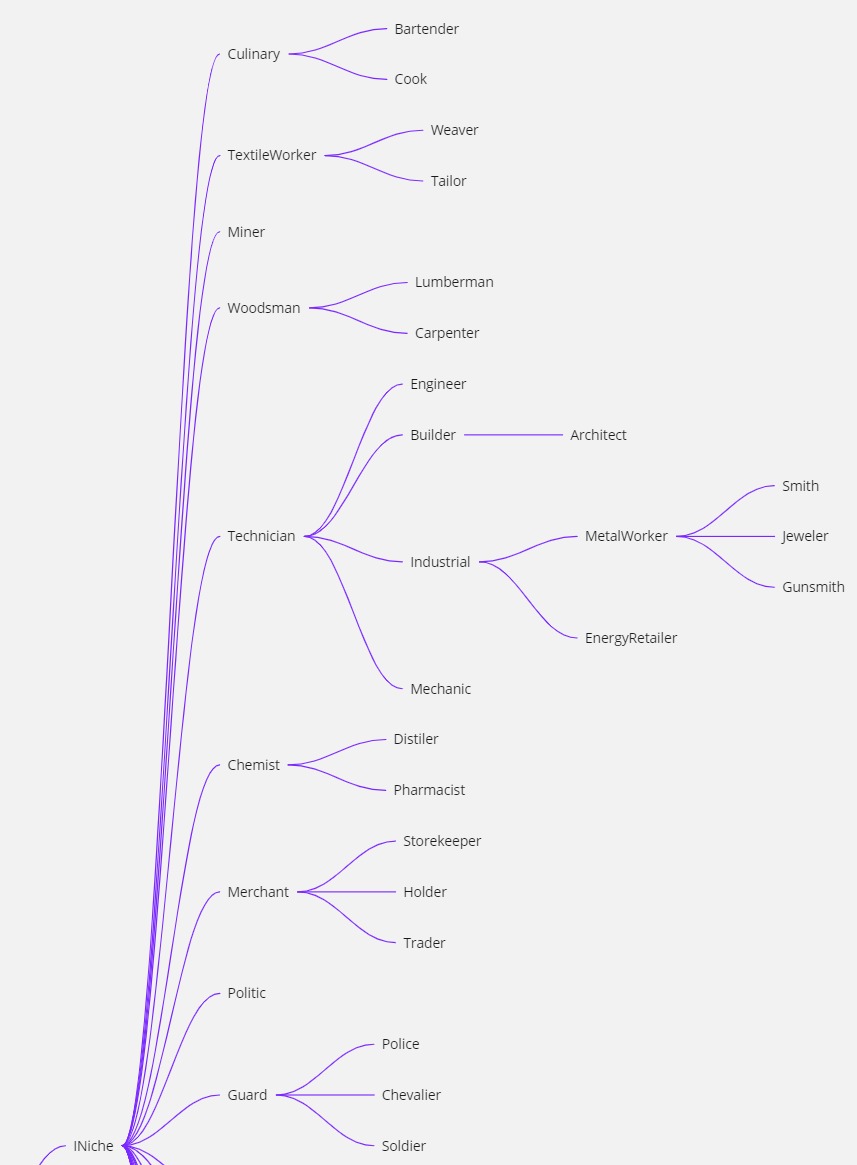 Bartender
Culinary
Cook
Weaver
TextileWorker
Tailor
Miner
Lumberman
Woodsman
Carpenter
Engineer
Builder Architect
Smith
Technician MetalWorker Jeweler
Industrial
Gunsmith
EnergyRetailer
Mechanic
Distiler
Chemist
Pharmacist
Storekeeper
Merchant Holder
Trader
Politic
Police
Guard Chevalier
INiche Soldier